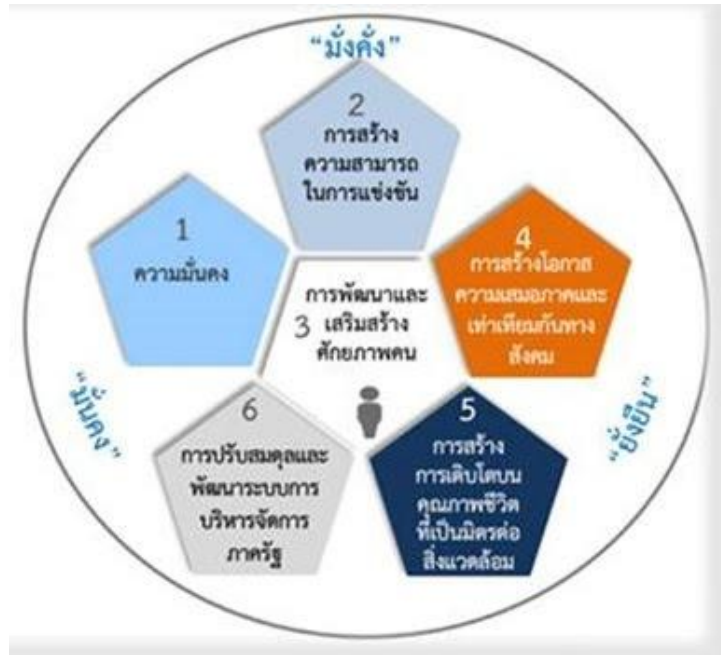 “มั่งคั่ง”
2
การสร้าง
ความสามารถ
ในการแข่งขัน
1
ความมั่นคง
4
การสร้างโอกาส
ความเสมอภาคและ
เท่าเทียมกันทาง
สังคม
การพัฒนาและ
3 เสริมสร้าง
ศักยภาพคน
“มั่นคง”
“ยั่งยืน”
6
การปรับสมดุลและ
พัฒนาระบบการ
บริหารจัดการ
ภาครัฐ
5
การสร้าง
การเติบโตบน
คุณภาพชีวิต
ที่เป็นมิตรต่อ
สิ่งแวดล้อม